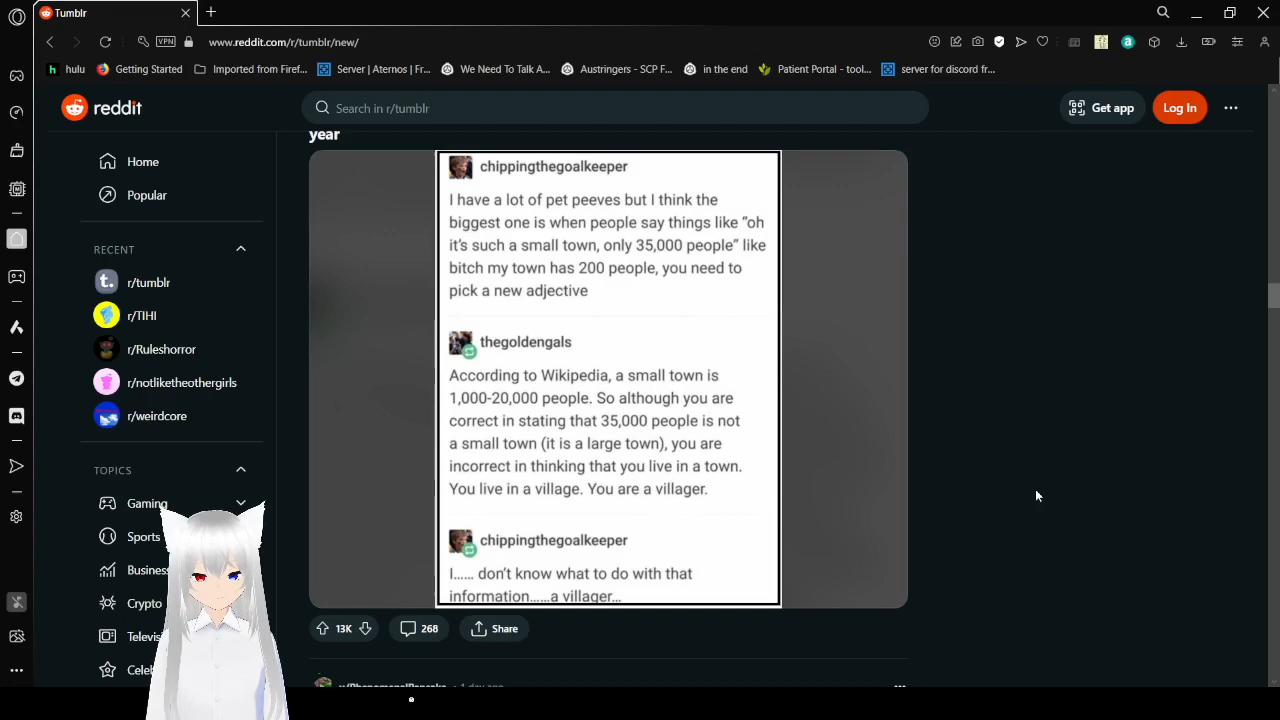 Tumblr
VPN
www.reddit.com/r/tumblr/new/
hulu
Getting Started
Imported from Firef...
Server | Aternos | Fr...
We Need To Talk A...
Austringers - SCP F...
in the end
Patient Portal - tool...
server for discord fr...
reddit
Search in r/tumblr
Get app
Log In
year
Home
Popular
RECENT
r/tumblr
r/TIHI
r/Ruleshorror
r/notliketheothergirls
r/weirdcore
TOPICS
Gaming
Sports
Business
Crypto
Televisi
Celeb
chippingthegoalkeeper
I have a lot of pet peeves but I think the
biggest one is when people say things like “oh
it’s such a small town, only 35,000 people” like
bitch my town has 200 people, you need to
pick a new adjective
thegoldengals
According to Wikipedia, a small town is
1,000-20,000 people. So although you are
correct in stating that 35,000 people is not
a small town (it is a large town), you are
incorrect in thinking that you live in a town.
You live in a village. You are a villager.
chippingthegoalkeeper
I...... don’t know what to do with that
information......a villager...
13K
268
Share
1 day ago